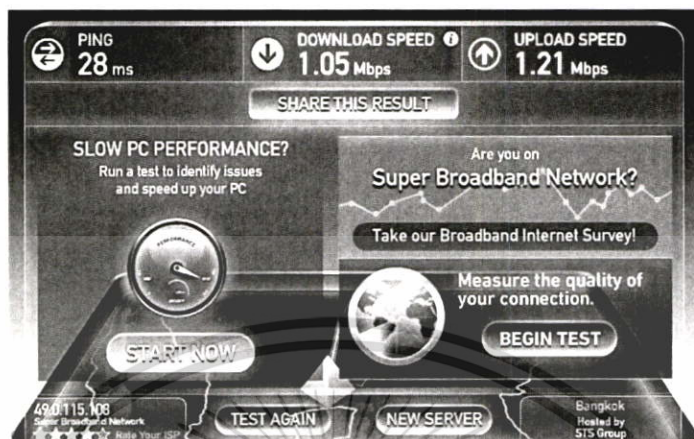 PING
28 ms
DOWNLOAD SPEED i
1.05 Mbps
UPLOAD SPEED
1.21 Mbps
SHARE THIS RESULT
SLOW PC PERFORMANCE?
Run a test to identify issues
and speed up your PC
PERFORMANCE
START NOW
Are you on
Super Broadband Network?
Take our Broadband Internet Survey!
Measure the quality of
your connection.
BEGIN TEST
49.0.115.108
Super Broadband Network
Rate Your ISP
TEST AGAIN
NEW SERVER
Bangkok
Hosted by
STS Group